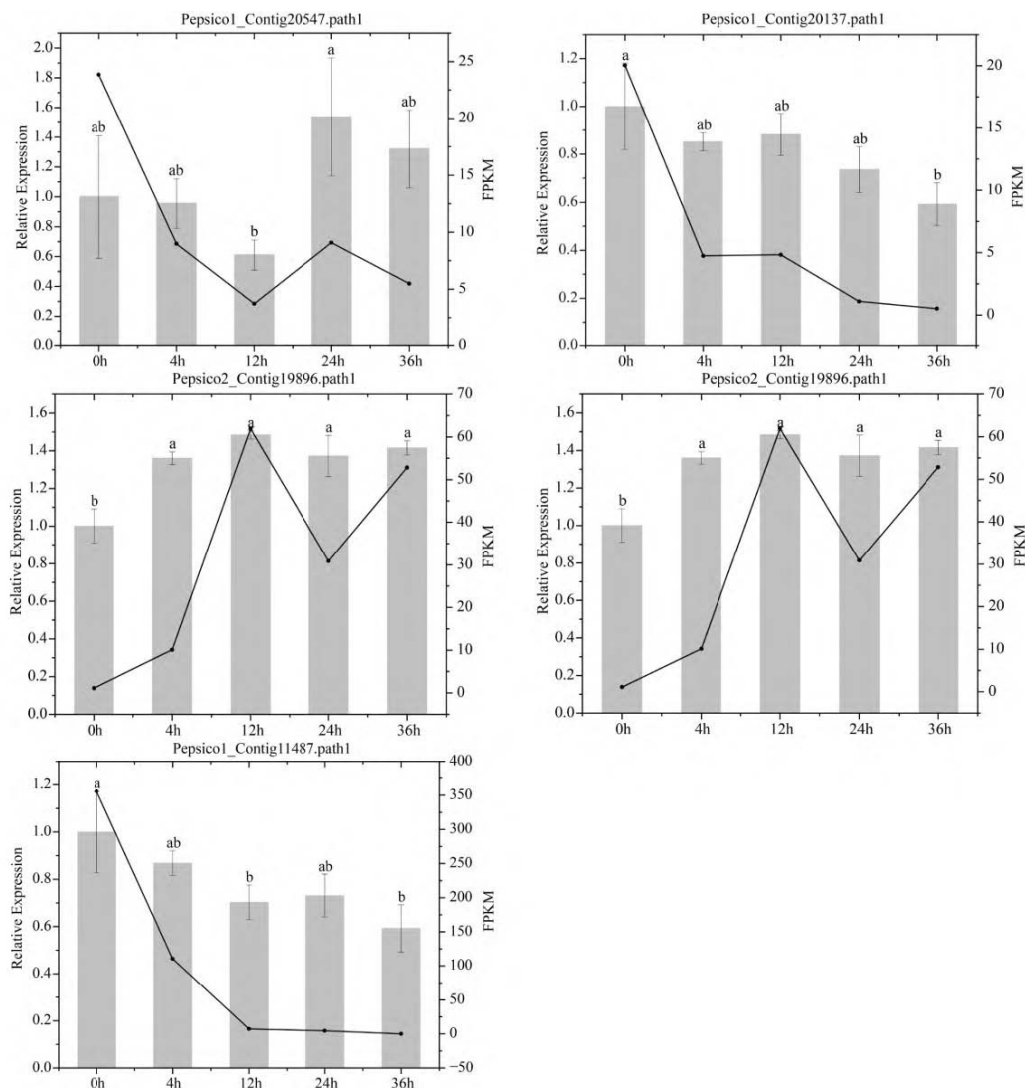 Pepsico1_Contig20547.path1
Relative Expression
2.0
1.8
1.6
1.4
1.2
1.0
0.8
0.6
0.4
0.2
0.0
ab
ab
b
a
ab
25
20
15
10
5
0
FPKM
0h 4h 12h 24h 36h
Pepsico1_Contig20137.path1
Relative Expression
1.2
1.0
0.8
0.6
0.4
0.2
0.0
a
ab
ab
ab
b
20
15
10
5
0
FPKM
0h 4h 12h 24h 36h
Pepsico2_Contig19896.path1
Relative Expression
1.6
1.4
1.2
1.0
0.8
0.6
0.4
0.2
0.0
b
a
a
a
a
70
60
50
40
30
20
10
0
FPKM
0h 4h 12h 24h 36h
Pepsico2_Contig19896.path1
Relative Expression
1.6
1.4
1.2
1.0
0.8
0.6
0.4
0.2
0.0
b
a
a
a
a
70
60
50
40
30
20
10
0
FPKM
0h 4h 12h 24h 36h
Pepsico1_Contig11487.path1
Relative Expression
1.2
1.0
0.8
0.6
0.4
0.2
0.0
a
ab
b
ab
b
400
350
300
250
200
150
100
50
0
−50
FPKM
0h 4h 12h 24h 36h